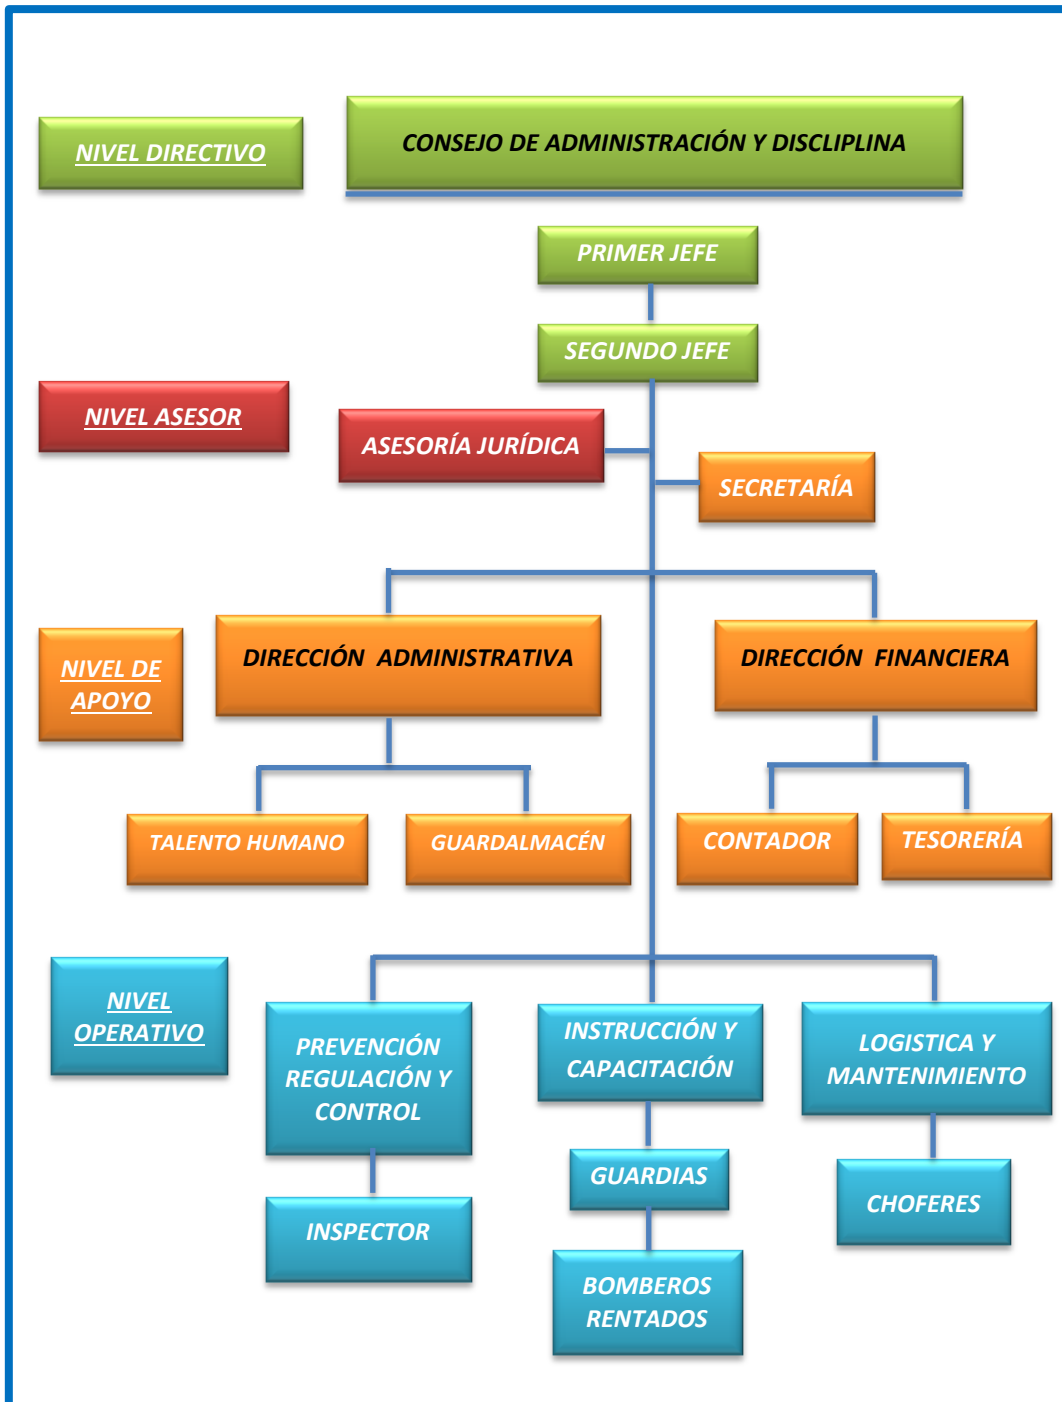 NIVEL DIRECTIVO
CONSEJO DE ADMINISTRACIÓN Y DISCLIPLINA
PRIMER JEFE
SEGUNDO JEFE
NIVEL ASESOR
ASESORÍA JURÍDICA
SECRETARÍA
NIVEL DE
APOYO
DIRECCIÓN ADMINISTRATIVA
DIRECCIÓN FINANCIERA
TALENTO HUMANO
GUARDALMACÉN
CONTADOR
TESORERÍA
NIVEL
OPERATIVO
PREVENCIÓN
REGULACIÓN Y
CONTROL
INSTRUCCIÓN Y
CAPACITACIÓN
LOGISTICA Y
MANTENIMIENTO
INSPECTOR
GUARDIAS
CHOFERES
BOMBEROS
RENTADOS